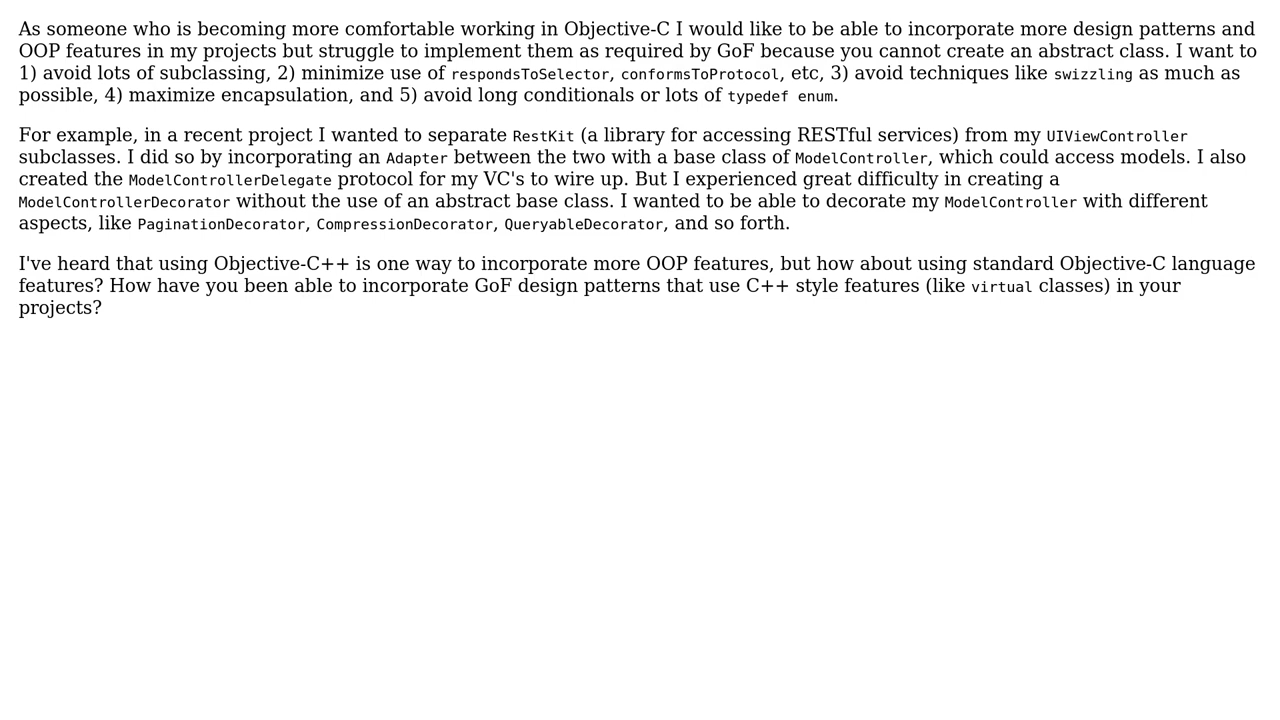 As someone who is becoming more comfortable working in Objective-C I would like to be able to incorporate more design patterns and
OOP features in my projects but struggle to implement them as required by GoF because you cannot create an abstract class. I want to
1) avoid lots of subclassing, 2) minimize use of respondsToSelector, conformsToProtocol, etc, 3) avoid techniques like swizzling as much as
possible, 4) maximize encapsulation, and 5) avoid long conditionals or lots of typedef enum.
For example, in a recent project I wanted to separate RestKit (a library for accessing RESTful services) from my UIViewController
subclasses. I did so by incorporating an Adapter between the two with a base class of ModelController, which could access models. I also
created the ModelControllerDelegate protocol for my VC's to wire up. But I experienced great difficulty in creating a
ModelControllerDecorator without the use of an abstract base class. I wanted to be able to decorate my ModelController with different
aspects, like PaginationDecorator, CompressionDecorator, QueryableDecorator, and so forth.
I've heard that using Objective-C++ is one way to incorporate more OOP features, but how about using standard Objective-C language
features? How have you been able to incorporate GoF design patterns that use C++ style features (like virtual classes) in your
projects?